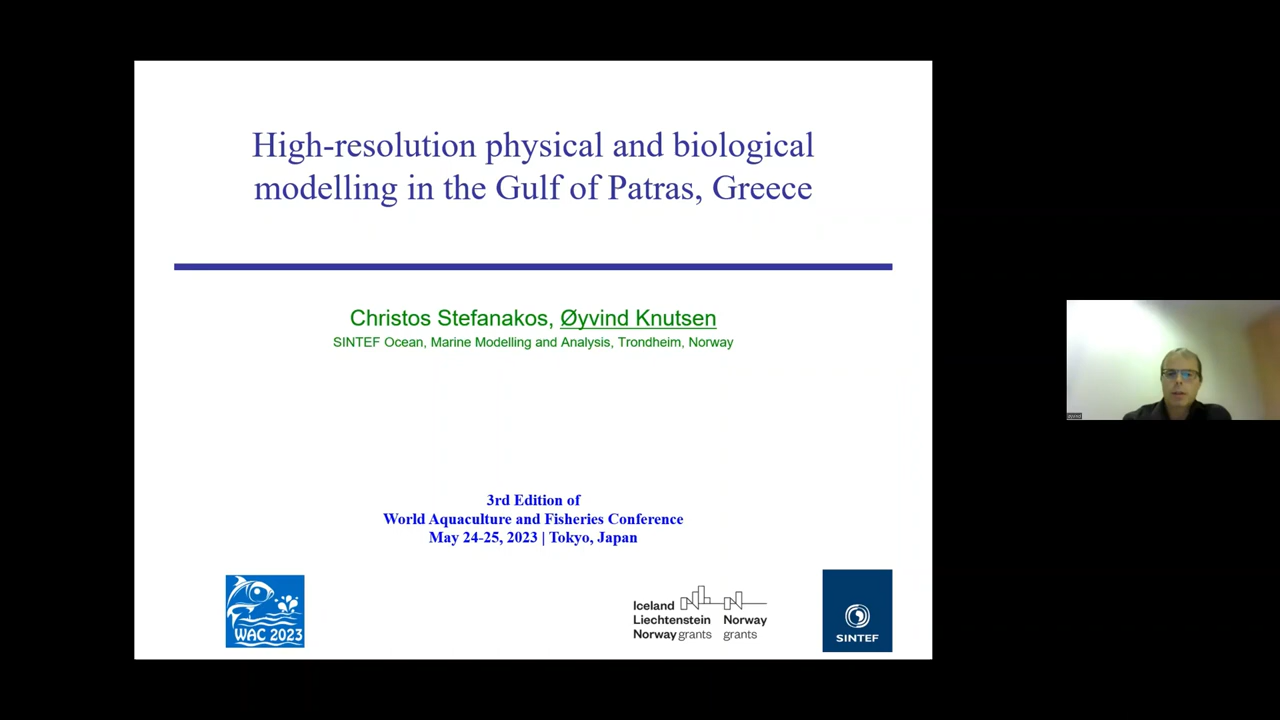 High-resolution physical and biological
modelling in the Gulf of Patras, Greece
Christos Stefanakos, Øyvind Knutsen
SINTEF Ocean, Marine Modelling and Analysis, Trondheim, Norway
3rd Edition of
World Aquaculture and Fisheries Conference
May 24-25, 2023 | Tokyo, Japan
WAC 2023
Iceland
Liechtenstein
Norway grants
Norway
grants
SINTEF